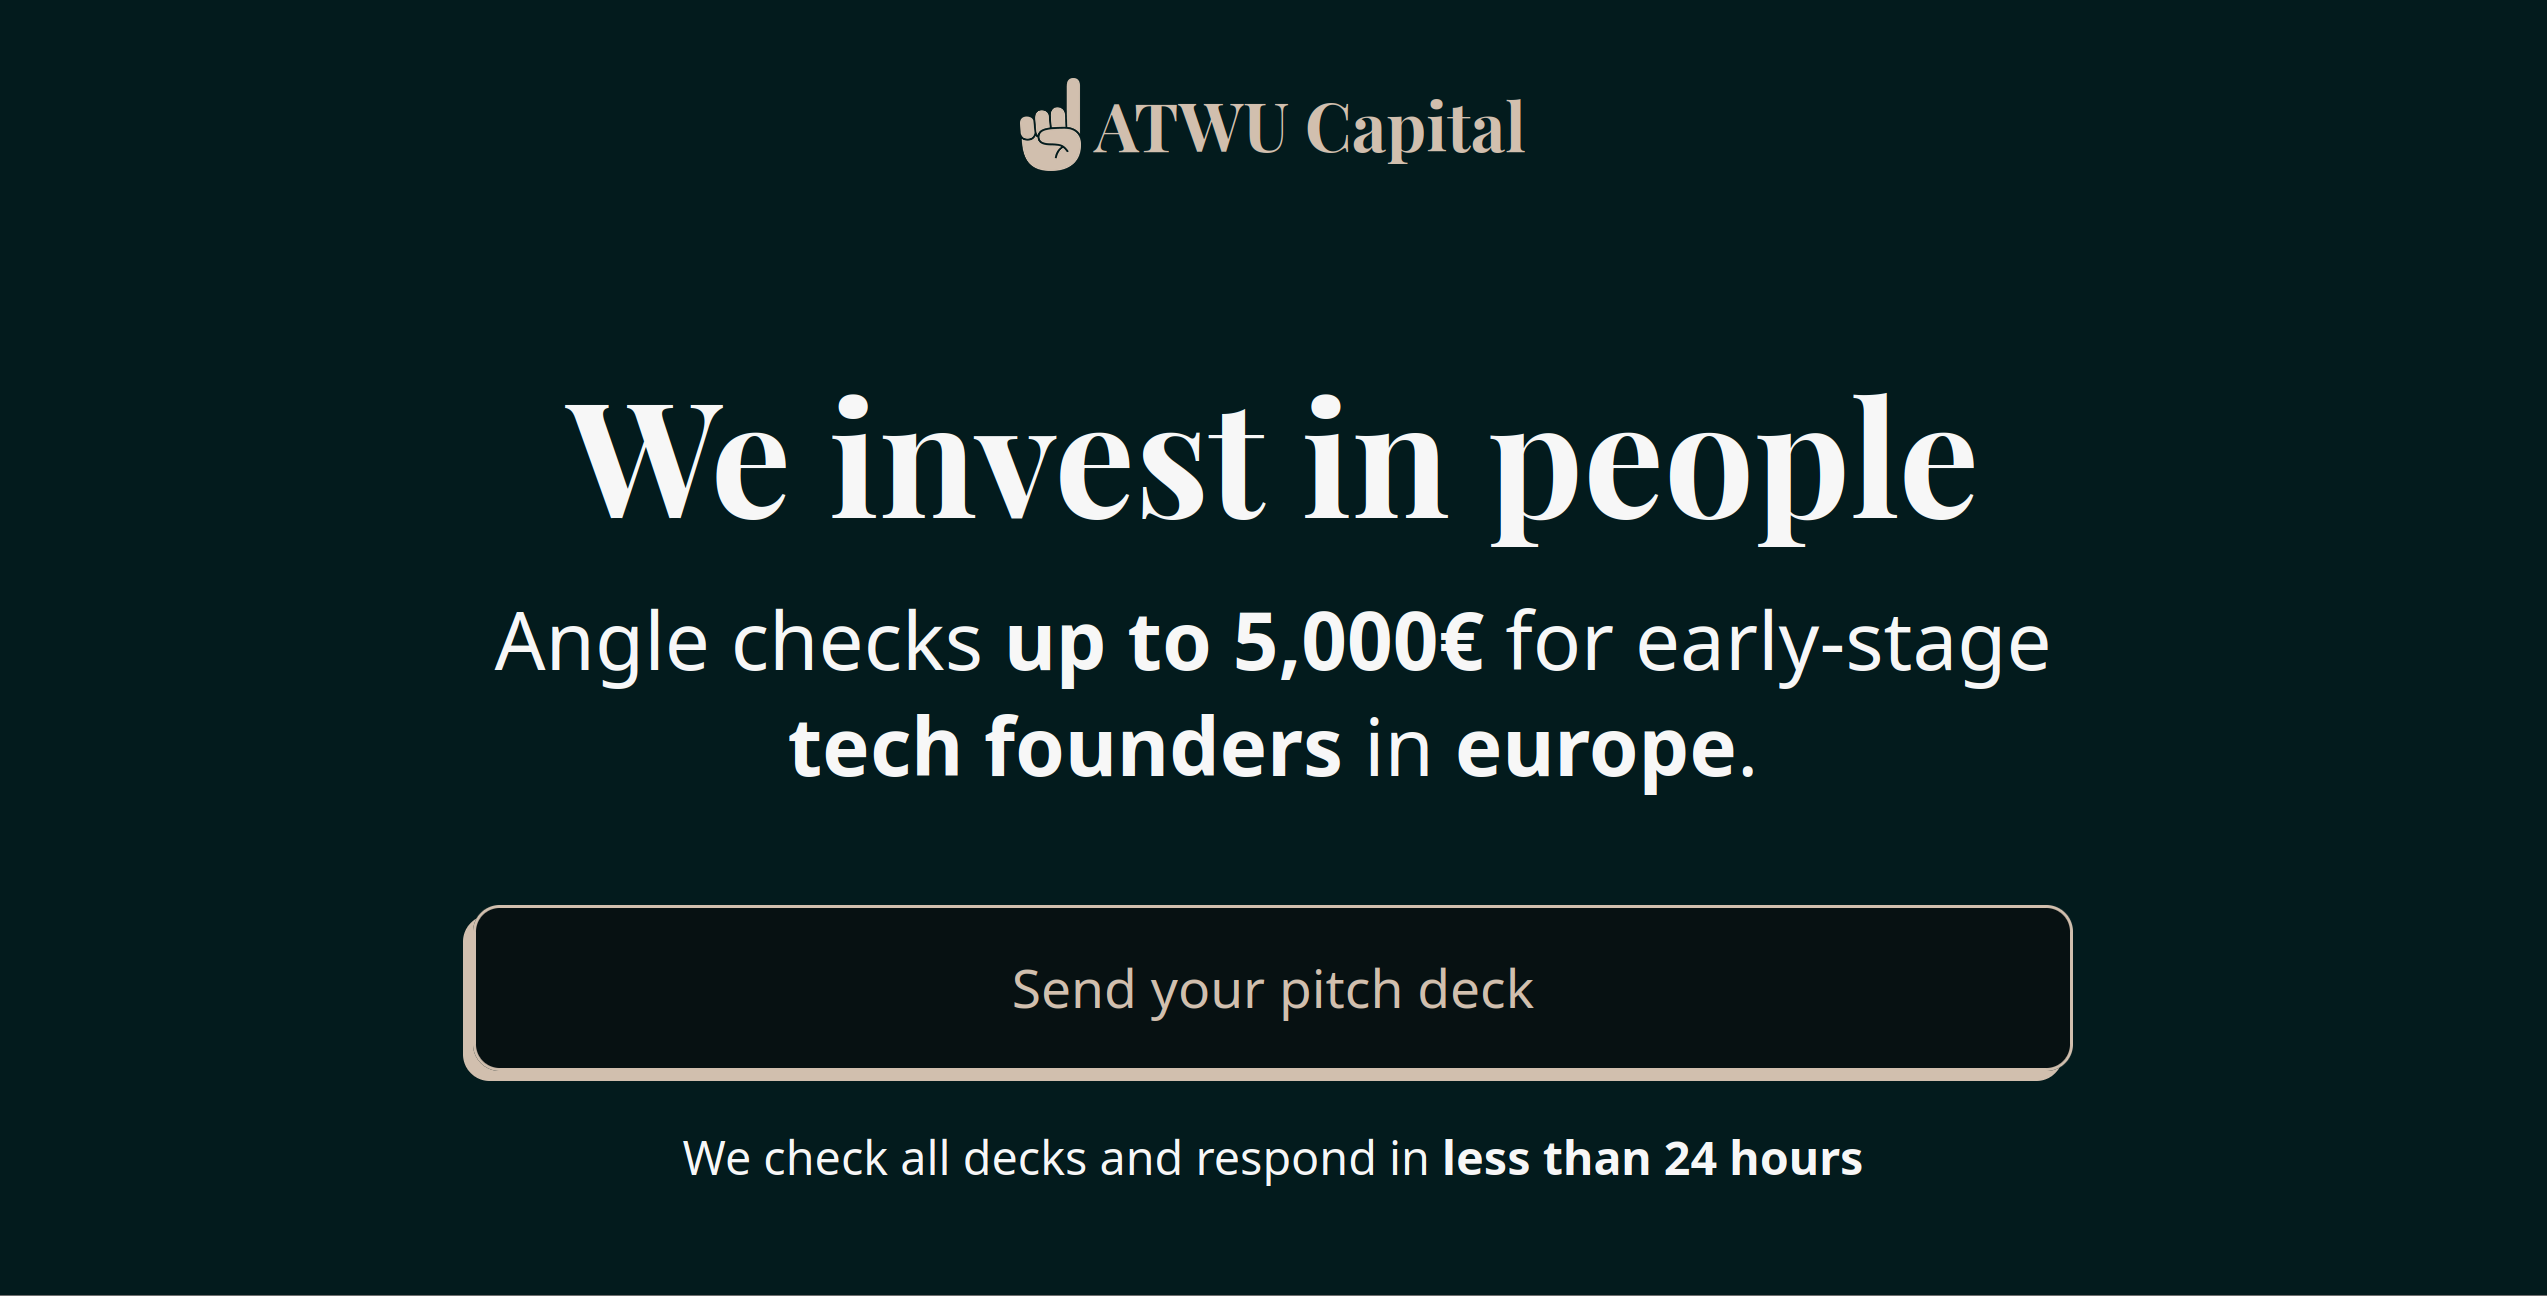 ATWU Capital
We invest in people
Angle checks up to 5,000€ for early-stage
tech founders in europe.
Send your pitch deck
We check all decks and respond in less than 24 hours